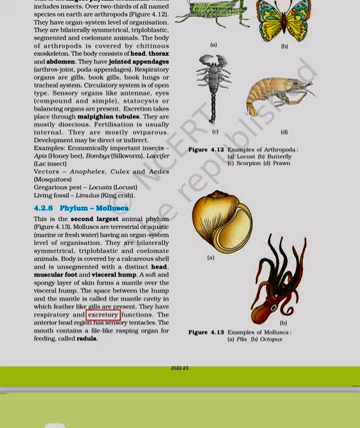 includes insects. Over two-thirds of all named
species on earth are arthropods (Figure 4.12).
They have organ-system level of organisation.
They are bilaterally symmetrical, triploblastic,
segmented and coelomate animals. The body
of arthropods is covered by chitinous
exoskeleton. The body consists of head, thorax
and abdomen. They have jointed appendages
(arthros-joint, poda-appendages). Respiratory
organs are gills, book gills, book lungs or
tracheal system. Circulatory system is of open
type. Sensory organs like antennae, eyes
(compound and simple), statocysts or
balancing organs are present. Excretion takes
place through malpighian tubules. They are
mostly dioecious. Fertilisation is usually
internal. They are mostly oviparous.
Development may be direct or indirect.
Examples: Economically important insects –
Apis (Honey bee), Bombyx (Silkworm), Laccifer
(Lac insect)
Vectors – Anopheles, Culex and Aedes
(Mosquitoes)
Gregarious pest – Locusta (Locust)
Living fossil – Limulus (King crab).
4.2.8 Phylum – Mollusca
This is the second largest animal phylum
(Figure 4.13). Molluscs are terrestrial or aquatic
(marine or fresh water) having an organ-system
level of organisation. They are bilaterally
symmetrical, triploblastic and coelomate
animals. Body is covered by a calcareous shell
and is unsegmented with a distinct head,
muscular foot and visceral hump. A soft and
spongy layer of skin forms a mantle over the
visceral hump. The space between the hump
and the mantle is called the mantle cavity in
which feather like gills are present. They have
respiratory and excretory functions. The
anterior head region has sensory tentacles. The
mouth contains a file-like rasping organ for
feeding, called radula.
(a)
(b)
(c)
(d)
Figure 4.12 Examples of Arthropoda :
(a) Locust (b) Butterfly
(c) Scorpion (d) Prawn
(a)
(b)
Figure 4.13 Examples of Mollusca :
(a) Pila (b) Octopus
2022-23